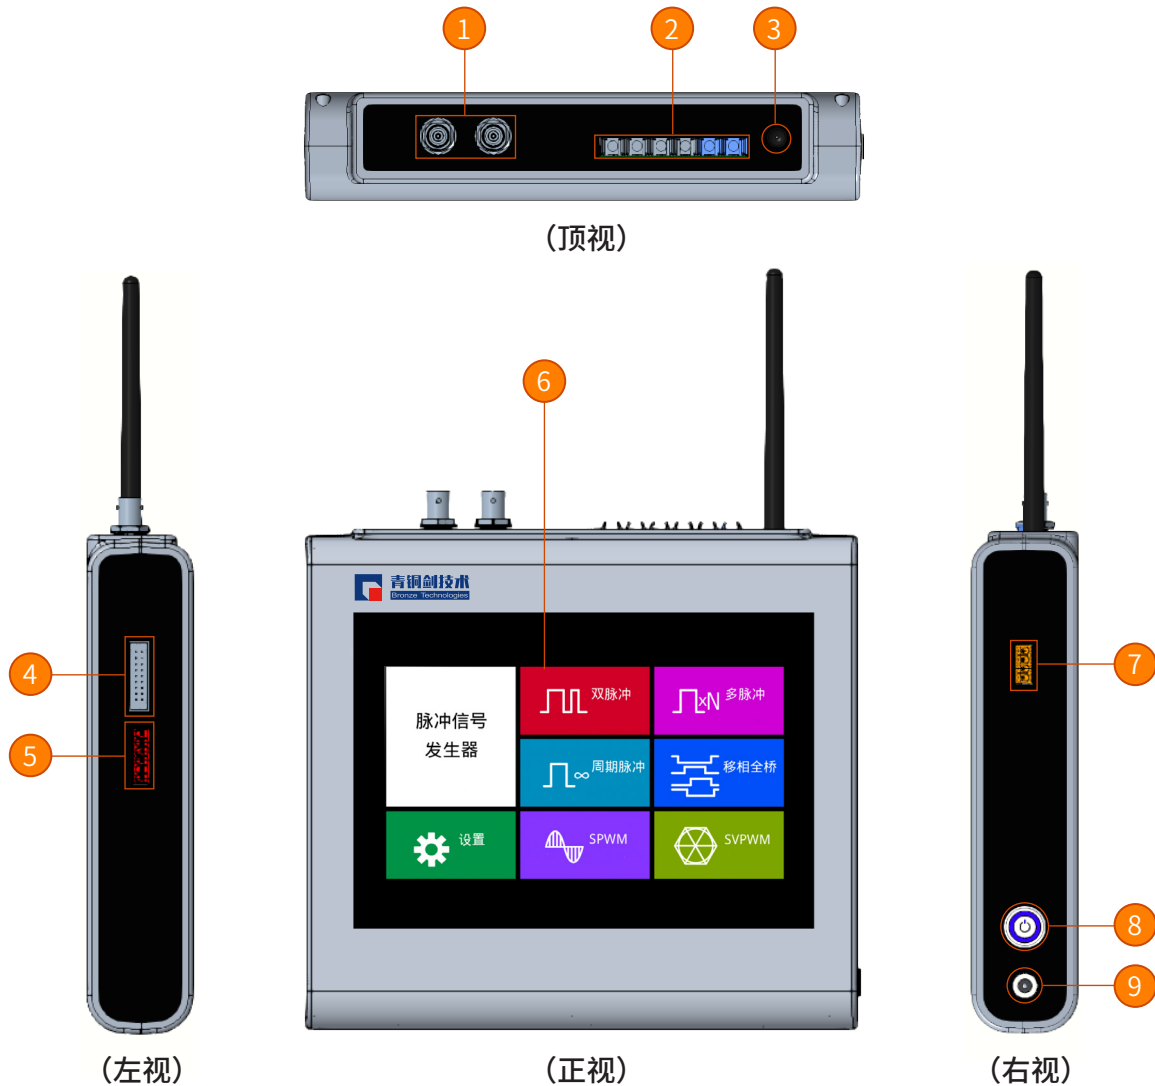 1
2
3
（顶视）
6
青铜剑技术
Bronze Technologies
4
5
7
8
9
脉冲信号
发生器
双脉冲
×N 多脉冲
∞ 周期脉冲
移相全桥
设置
SPWM
SVPWM
（左视）
（正视）
（右视）